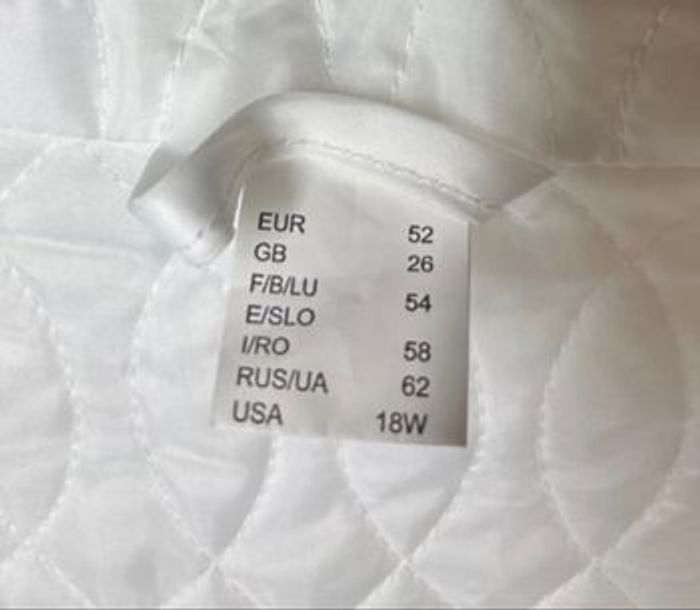 EUR 52
GB 26
F/B/LU
E/SLO 54
I/RO 58
RUS/UA 62
USA 18W